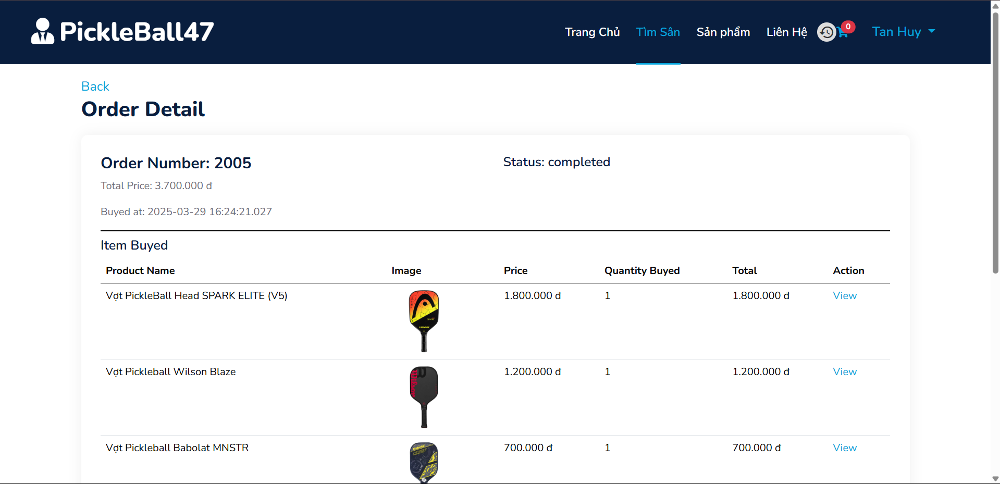 PickleBall47
Trang Chủ Tìm Sân Sản phẩm Liên Hệ 0 Tan Huy
Back
Order Detail
Order Number: 2005
Status: completed
Total Price: 3.700.000 đ
Buyed at: 2025-03-29 16:24:21.027
Item Buyed
Product Name Image Price Quantity Buyed Total Action
Vợt PickleBall Head SPARK ELITE (V5) 1.800.000 đ 1 1.800.000 đ View
HEAD
Vợt Pickleball Wilson Blaze 1.200.000 đ 1 1.200.000 đ View
Wilson
Vợt Pickleball Babolat MNSTR 700.000 đ 1 700.000 đ View
Babolat
MNSTR